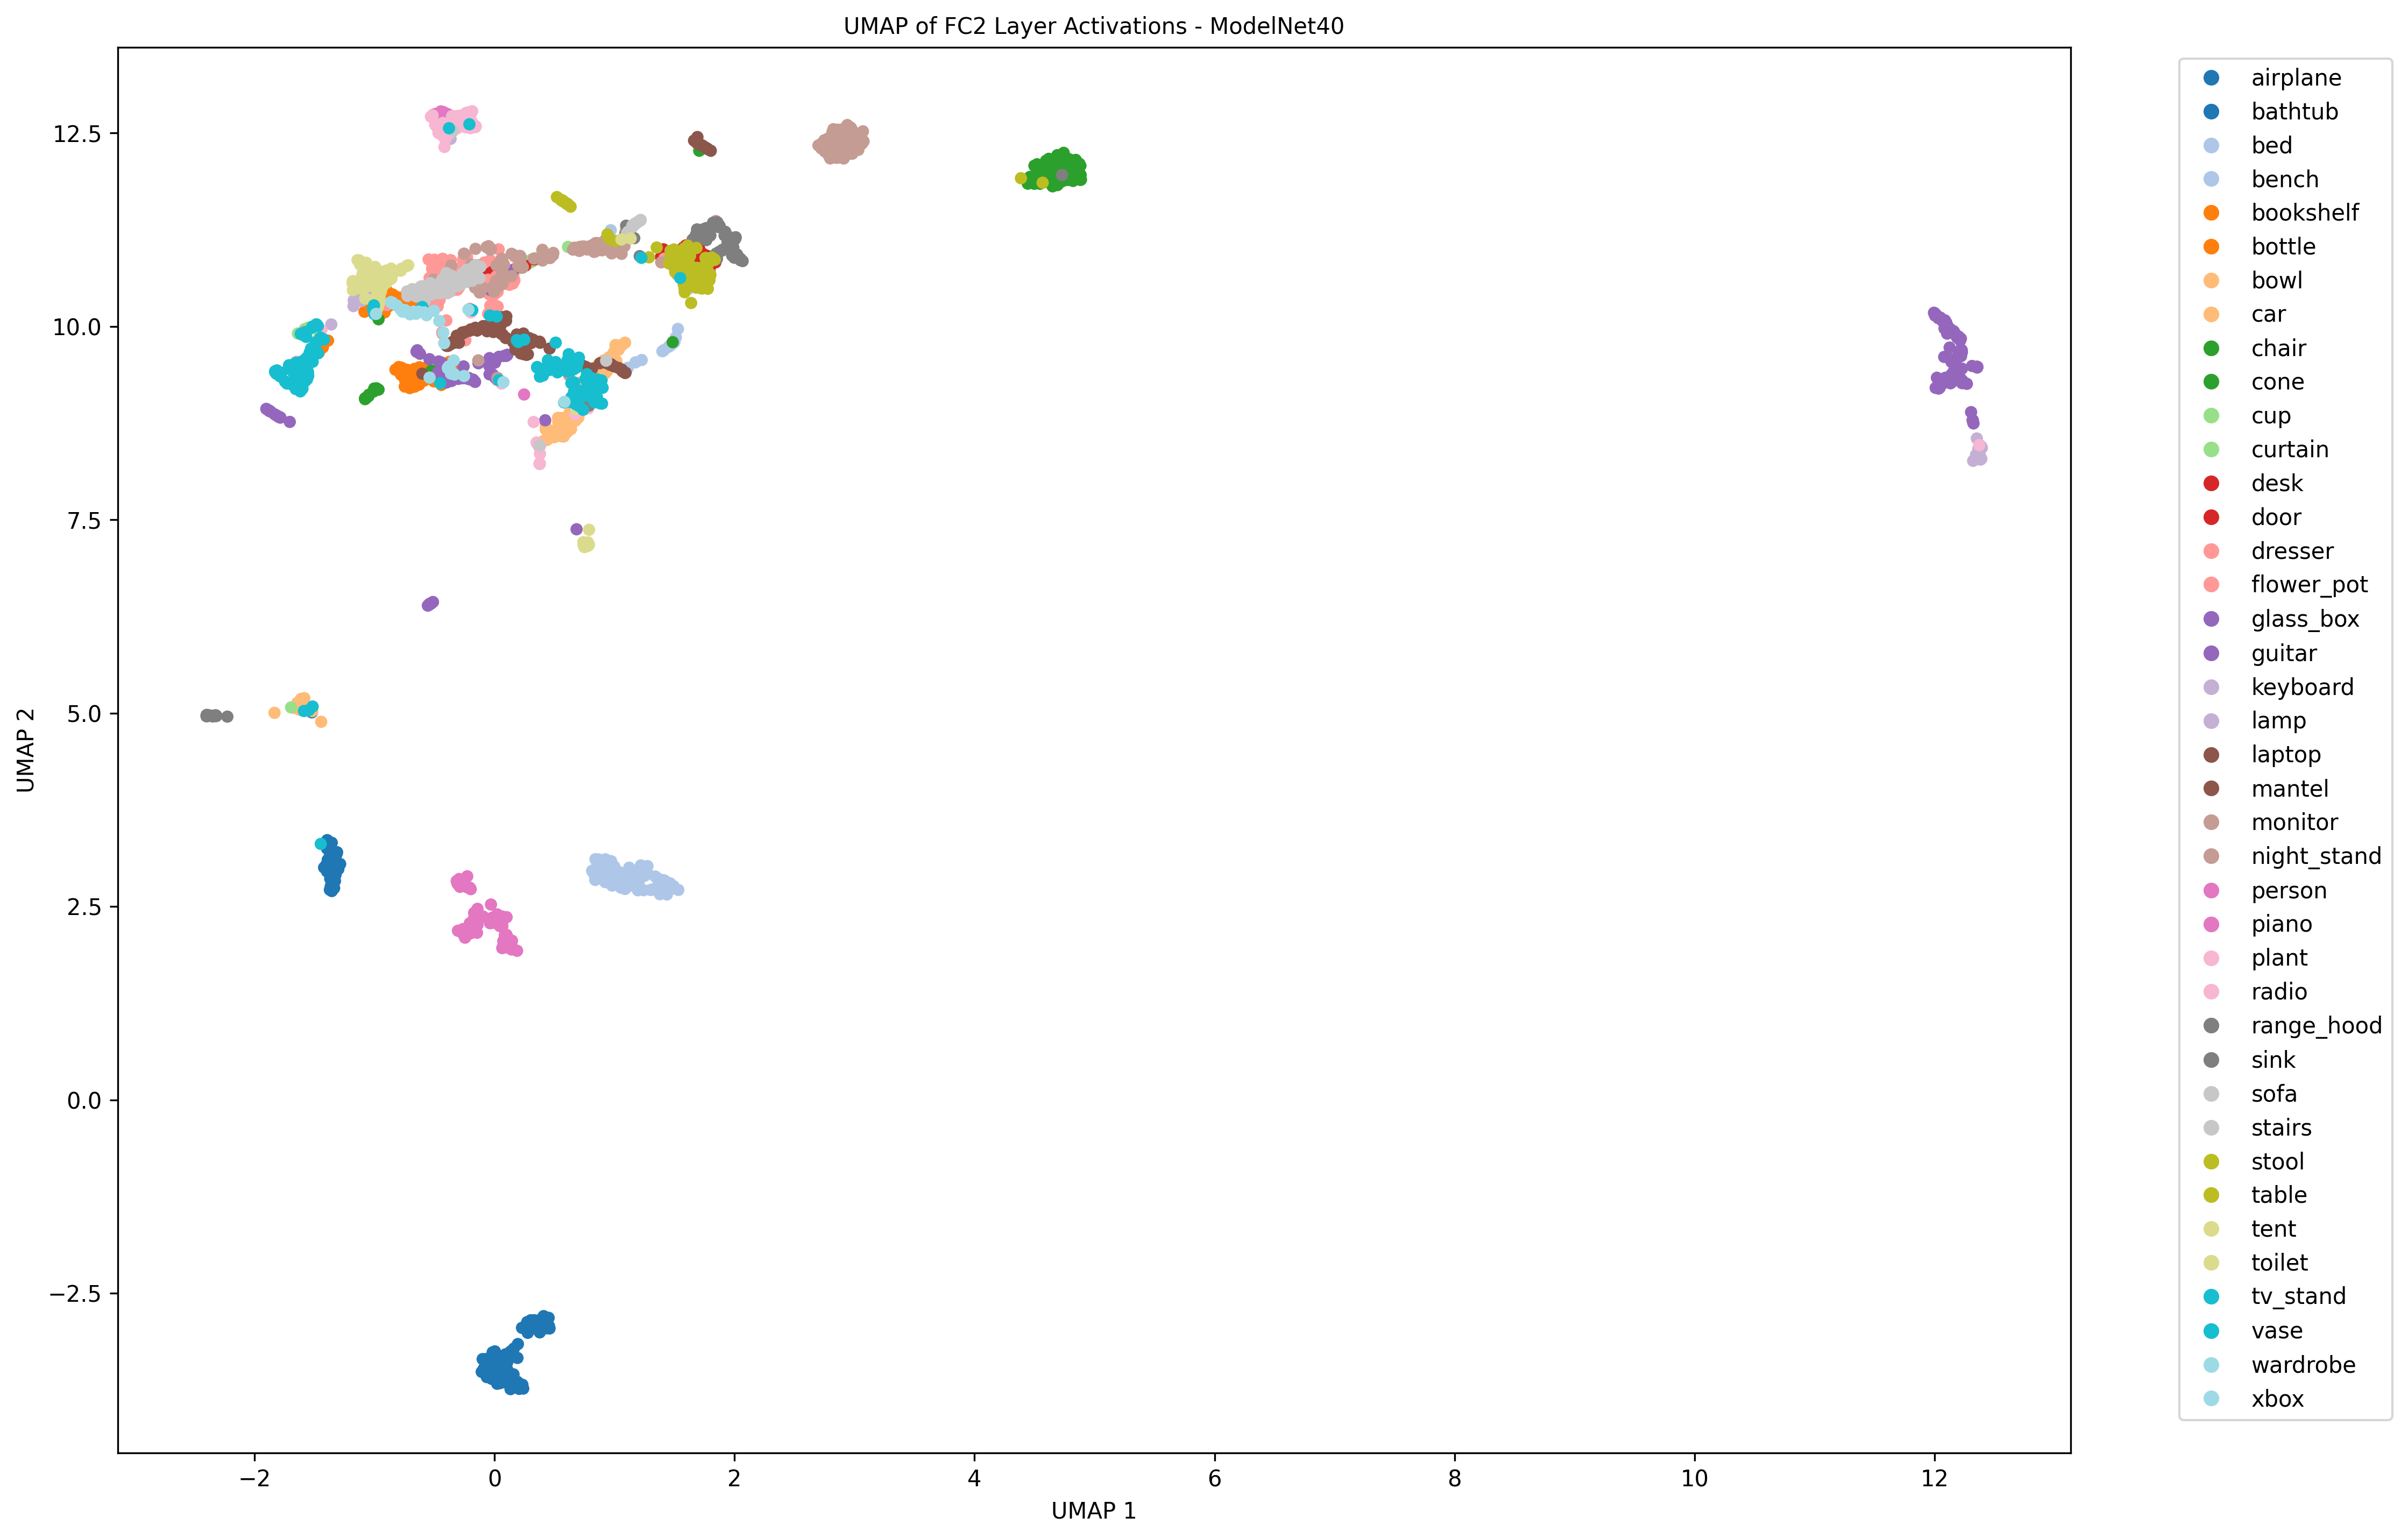 UMAP of FC2 Layer Activations - ModelNet40
12.5
10.0
7.5
5.0
2.5
0.0
−2.5
UMAP 2
−2
0
2
4
6
8
10
12
UMAP 1
airplane
bathtub
bed
bench
bookshelf
bottle
bowl
car
chair
cone
cup
curtain
desk
door
dresser
flower_pot
glass_box
guitar
keyboard
lamp
laptop
mantel
monitor
night_stand
person
piano
plant
radio
range_hood
sink
sofa
stairs
stool
table
tent
toilet
tv_stand
vase
wardrobe
xbox